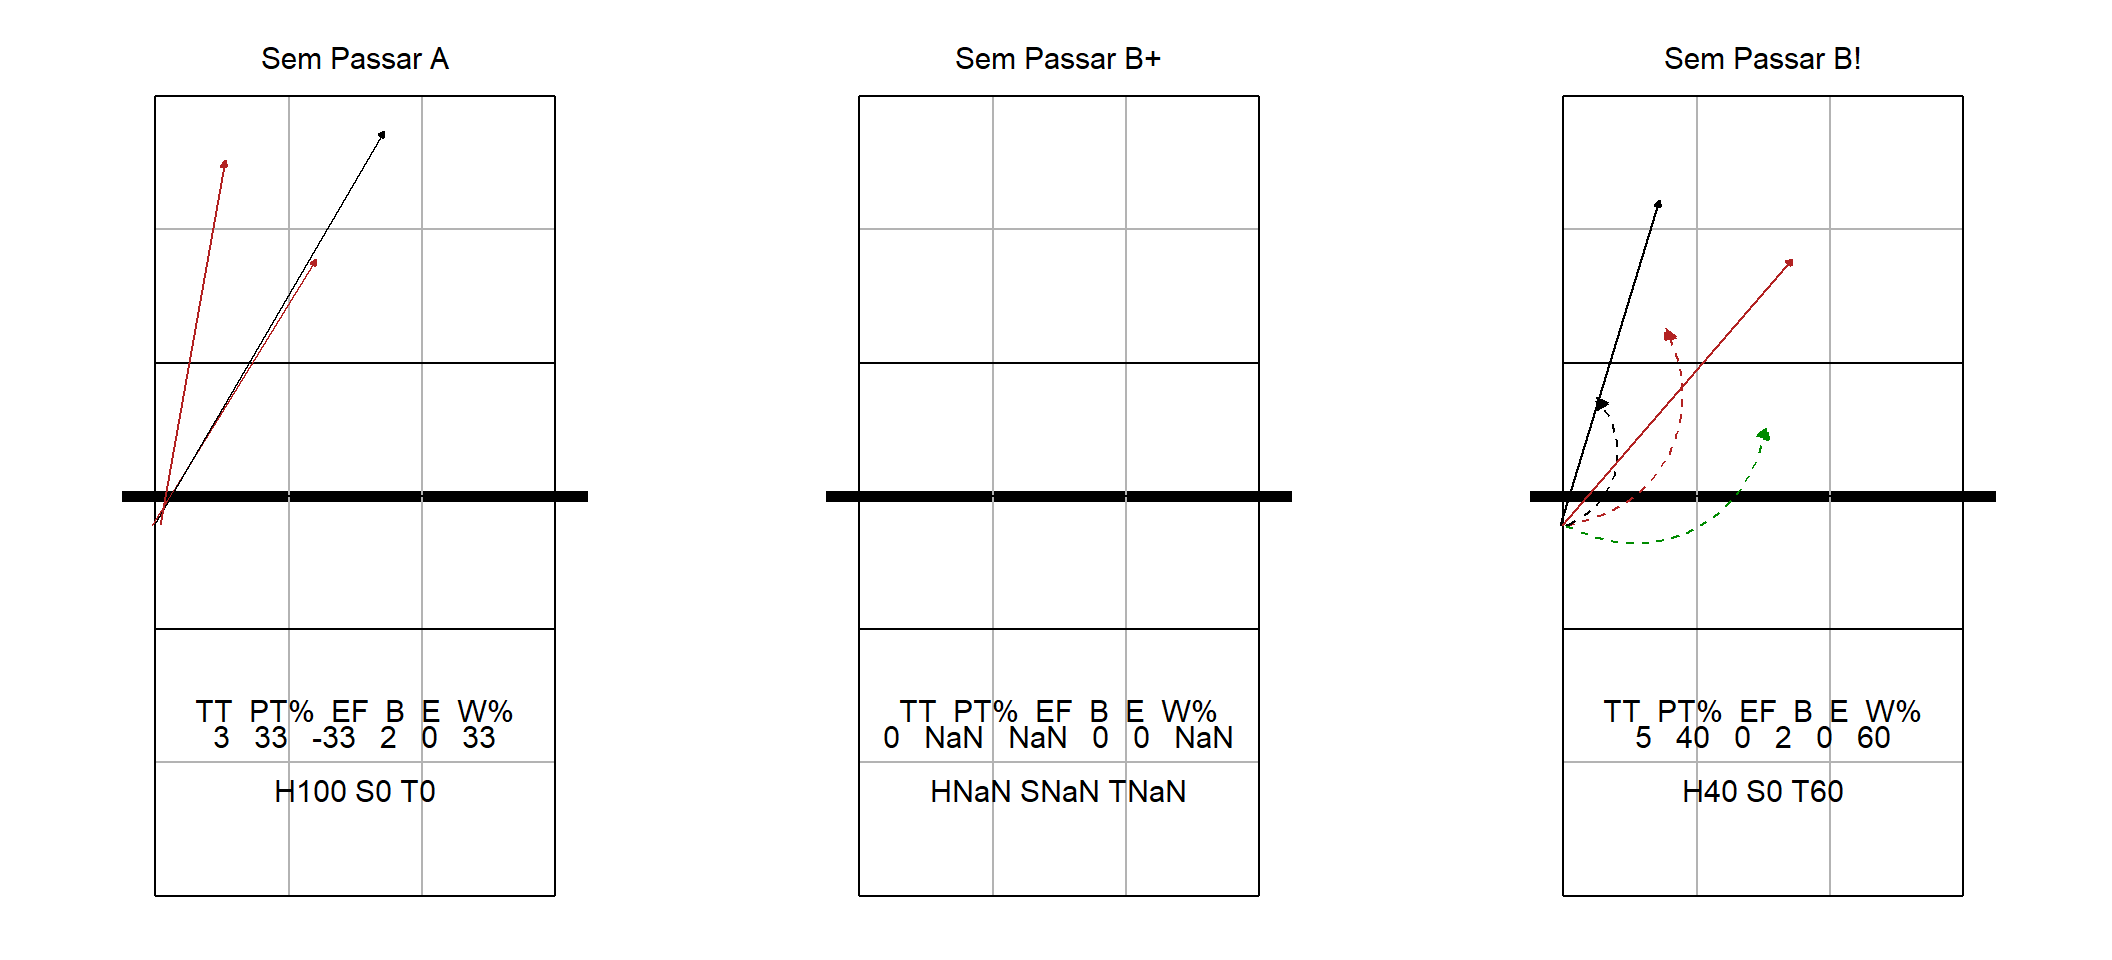 Sem Passar A
TT PT% EF B E W%
3 33 -33 2 0 33
H100 S0 T0
Sem Passar B+
TT PT% EF B E W%
0 NaN NaN 0 0 NaN
HNaN SNaN TNaN
Sem Passar B!
TT PT% EF B E W%
5 40 0 2 0 60
H40 S0 T60